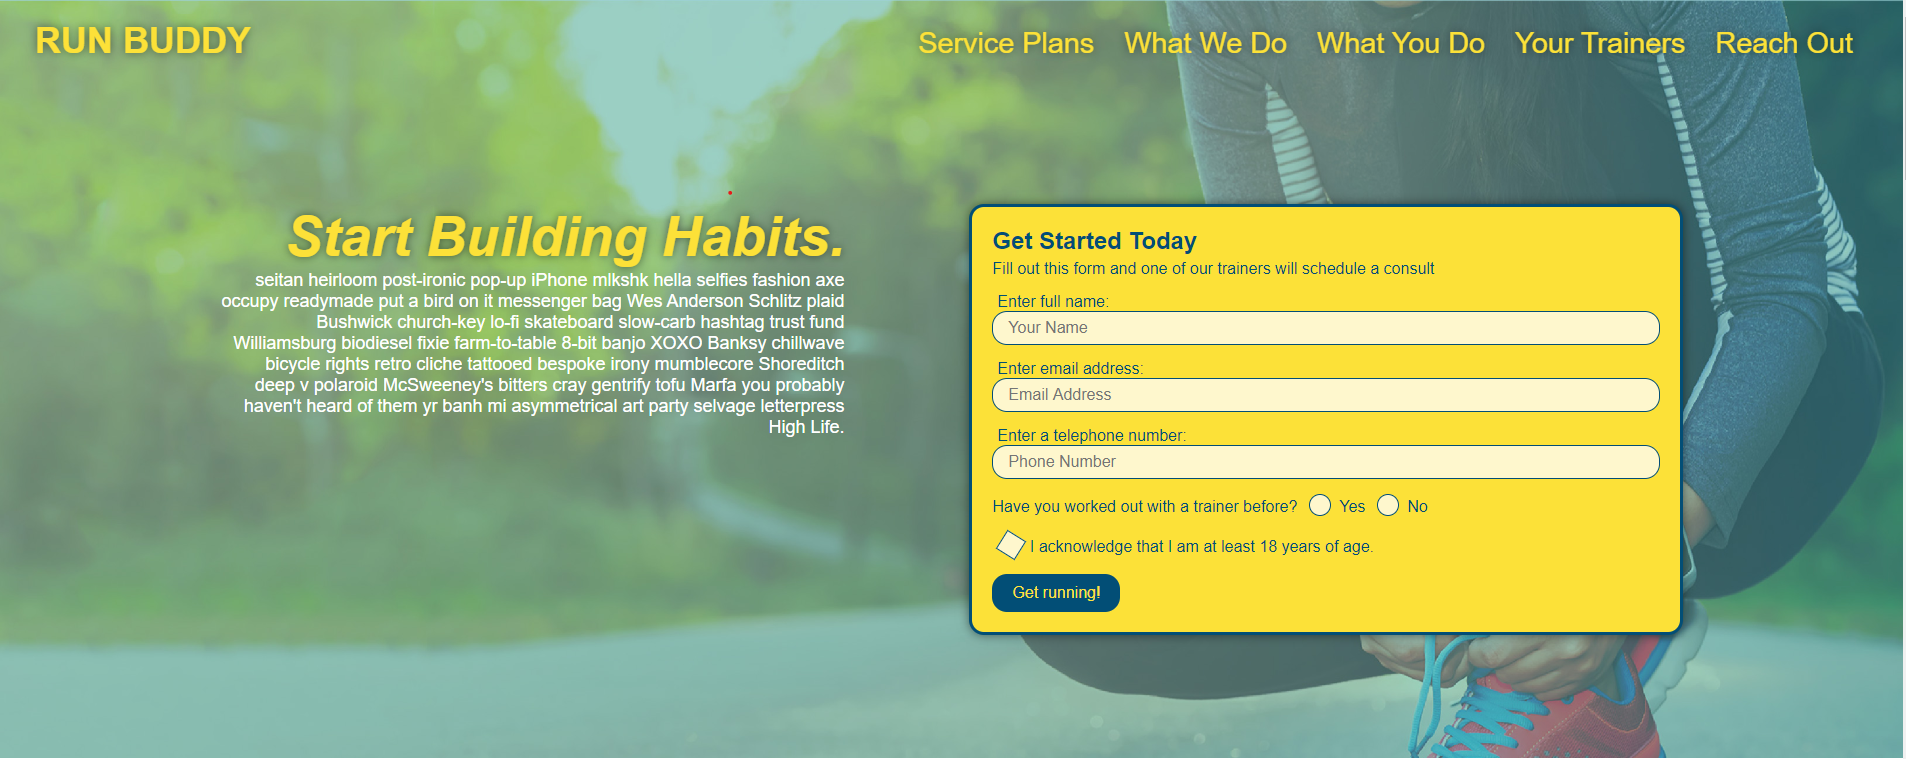 RUN BUDDY
Service Plans What We Do What You Do Your Trainers Reach Out
Start Building Habits.
seitan heirloom post-ironic pop-up iPhone mlkshk hella selfies fashion axe
occupy readymade put a bird on it messenger bag Wes Anderson Schlitz plaid
Bushwick church-key lo-fi skateboard slow-carb hashtag trust fund
Williamsburg biodiesel fixie farm-to-table 8-bit banjo XOXO Banksy chillwave
bicycle rights retro cliche tattooed bespoke irony mumblecore Shoreditch
deep v polaroid McSweeney's bitters cray gentrify tofu Marfa you probably
haven't heard of them yr banh mi asymmetrical art party selvage letterpress
High Life.
Get Started Today
Fill out this form and one of our trainers will schedule a consult
Enter full name:
Your Name
Enter email address:
Email Address
Enter a telephone number:
Phone Number
Have you worked out with a trainer before? Yes No
I acknowledge that I am at least 18 years of age.
Get running!